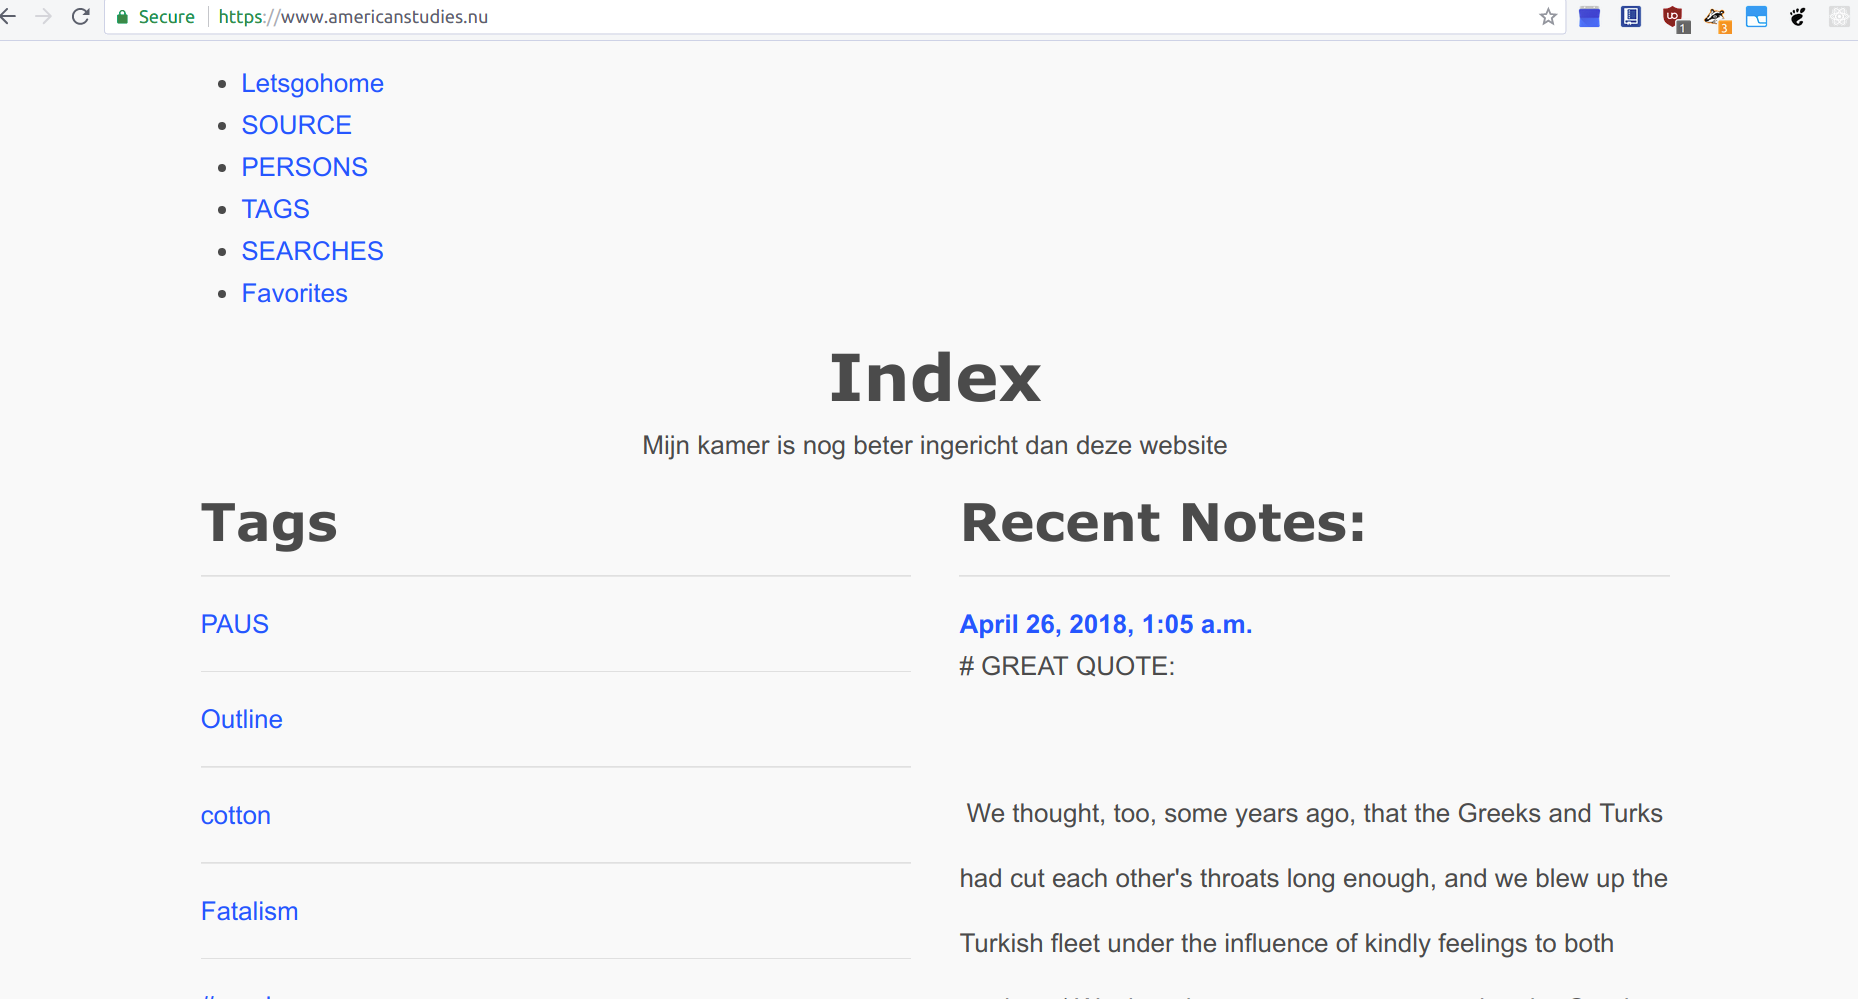 Secure https://www.americanstudies.nu
1
3
Letsgohome
SOURCE
PERSONS
TAGS
SEARCHES
Favorites
Index
Mijn kamer is nog beter ingericht dan deze website
Tags
PAUS
Outline
cotton
Fatalism
Recent Notes:
April 26, 2018, 1:05 a.m.
# GREAT QUOTE:
We thought, too, some years ago, that the Greeks and Turks
had cut each other's throats long enough, and we blew up the
Turkish fleet under the influence of kindly feelings to both